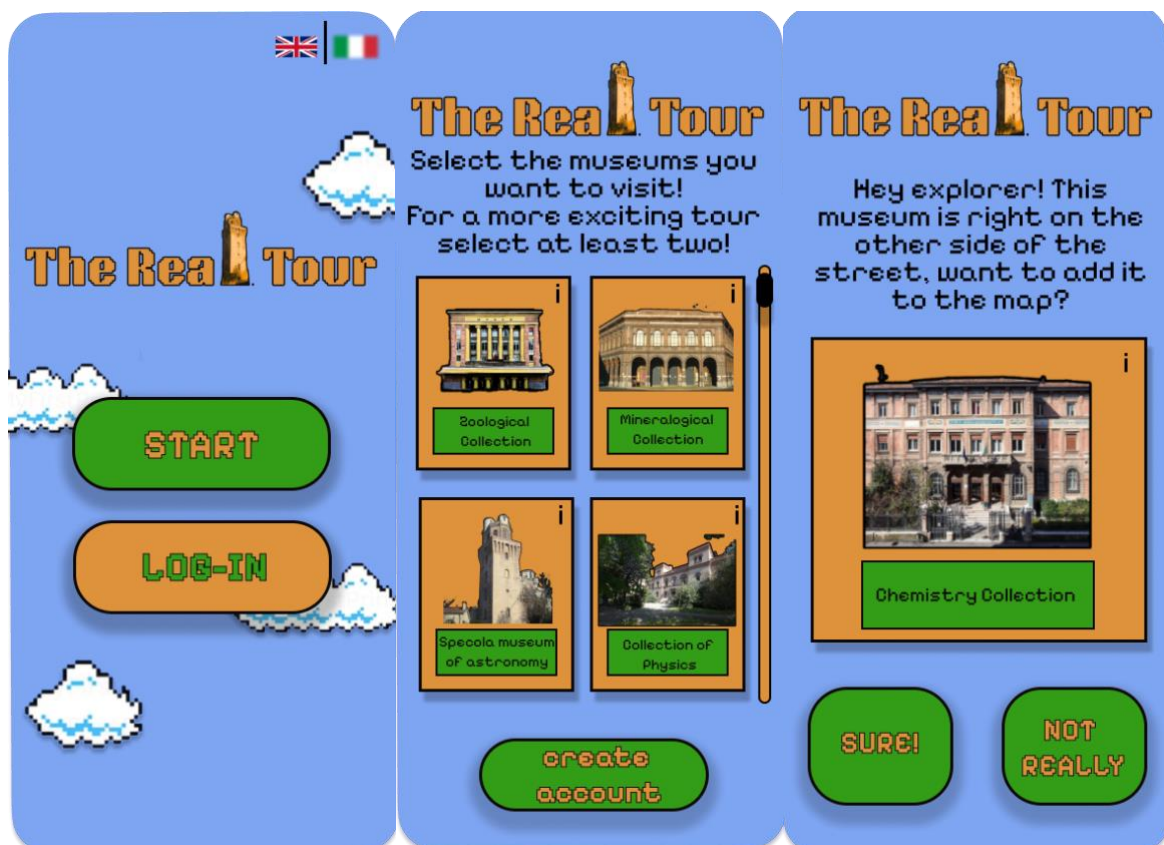 The Real Tour
START
LOG-IN
The Real Tour
Select the museums you
want to visit!
For a more exciting tour
select at least two!
i
i
Zoological
Collection
Mineralogical
Collection
i
i
Specola museum
of astronomy
Collection of
Physics
create
account
The Real Tour
Hey explorer! This
museum is right on the
other side of the
street, want to add it
to the map?
i
Chemistry Collection
SURE!
NOT
REALLY